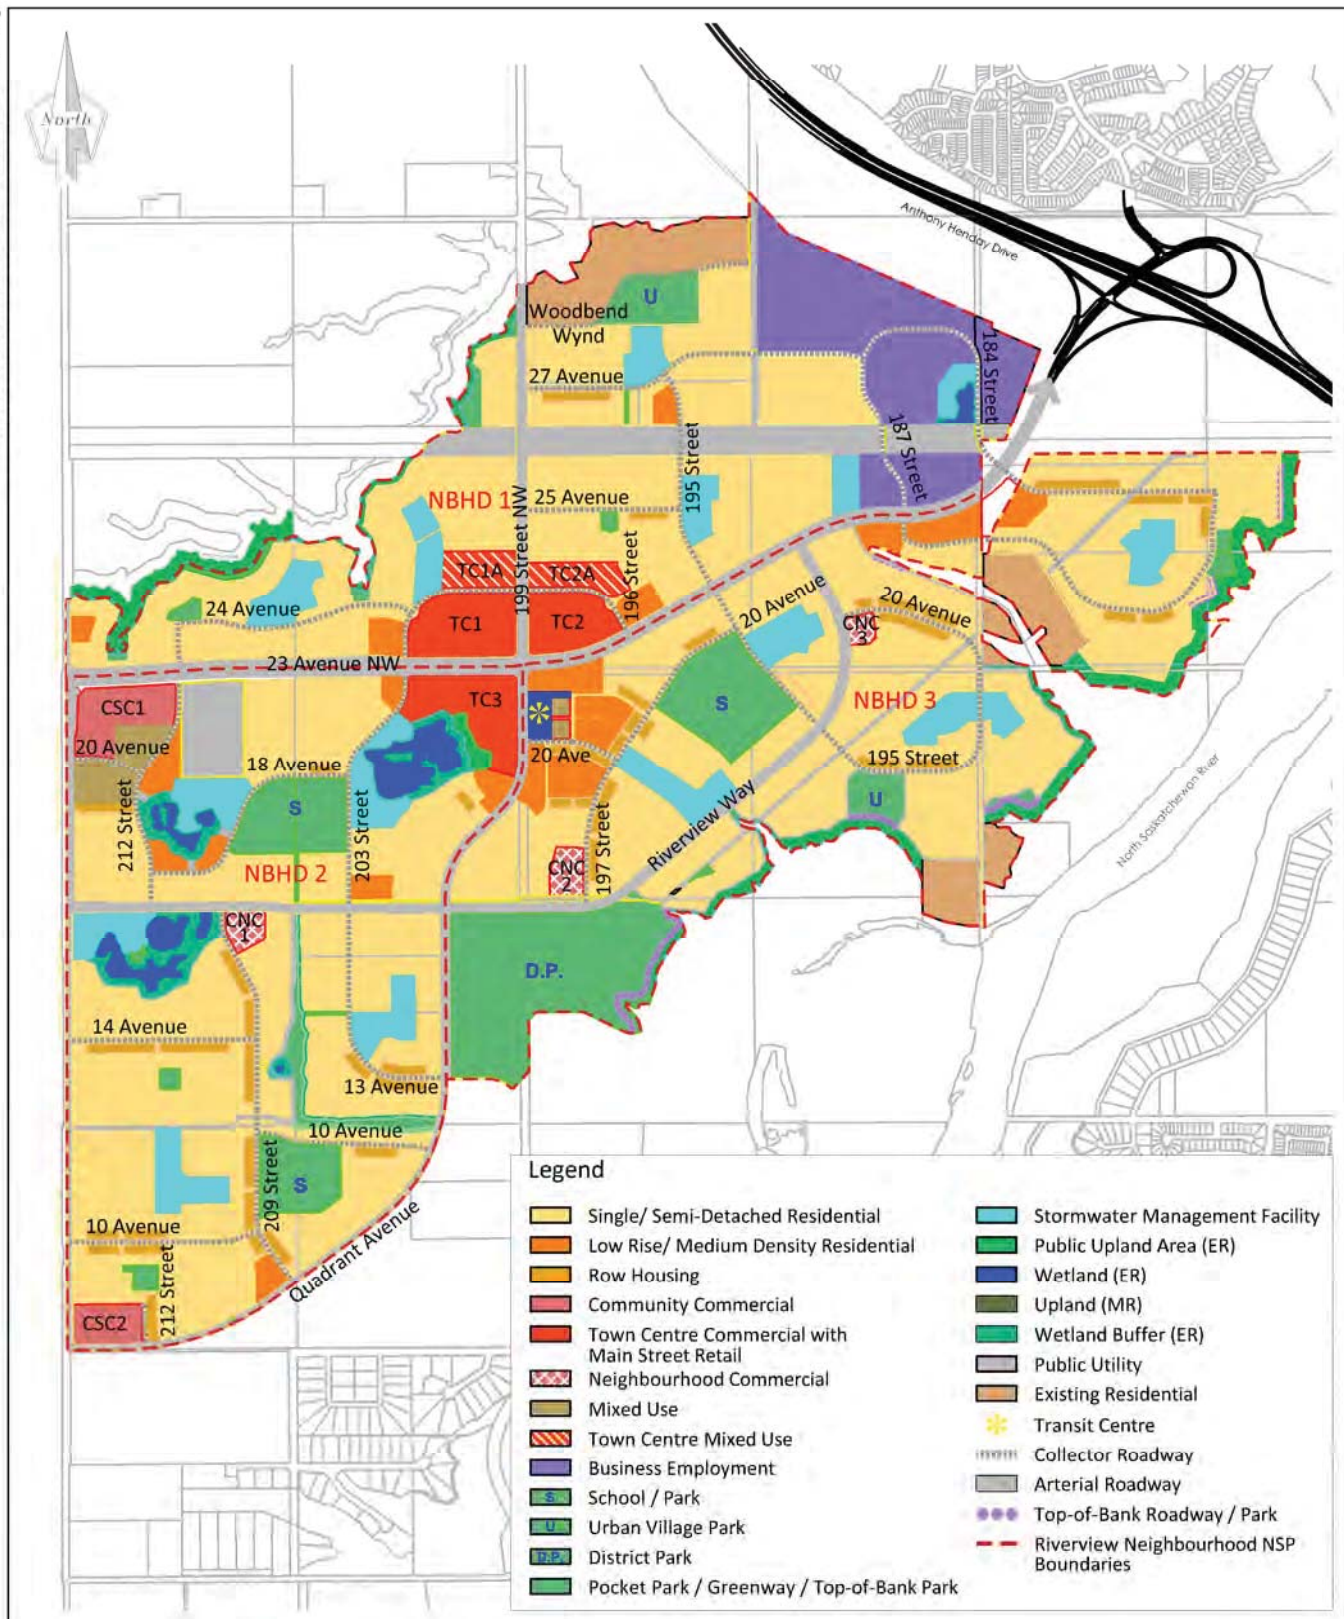 North
Anthony Henday Drive
U
Woodbend
Wynd
184 Street
27 Avenue
187 Street
195 Street
NBHD 1
25 Avenue
199 Street NW
196 Street
TC1A
TC2A
24 Avenue
TC1
TC2
20 Avenue
20 Avenue
CNC
3
23 Avenue NW
CSC1
TC3
S
NBHD 3
20 Avenue
18 Avenue
20 Ave
195 Street
North Saskatchewan River
212 Street
S
203 Street
197 Street
Riverview Way
U
NBHD 2
CNC
2
CNC
1
D.P.
14 Avenue
13 Avenue
10 Avenue
209 Street
S
10 Avenue
212 Street
Quadrant Avenue
CSC2
Legend
Single/ Semi-Detached Residential
Low Rise/ Medium Density Residential
Row Housing
Community Commercial
Town Centre Commercial with
Main Street Retail
Neighbourhood Commercial
Mixed Use
Town Centre Mixed Use
Business Employment
S School / Park
U Urban Village Park
D.P. District Park
Pocket Park / Greenway / Top-of-Bank Park
Stormwater Management Facility
Public Upland Area (ER)
Wetland (ER)
Upland (MR)
Wetland Buffer (ER)
Public Utility
Existing Residential
Transit Centre
Collector Roadway
Arterial Roadway
Top-of-Bank Roadway / Park
Riverview Neighbourhood NSP
Boundaries